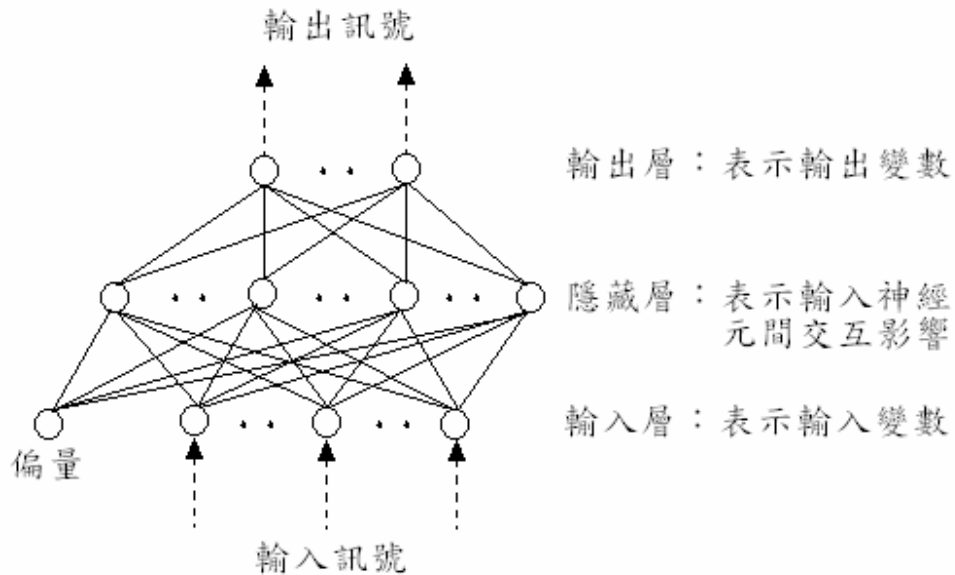 輸出訊號
輸出層：表示輸出變數
隱藏層：表示輸入神經
元間交互影響
輸入層：表示輸入變數
偏量
輸入訊號